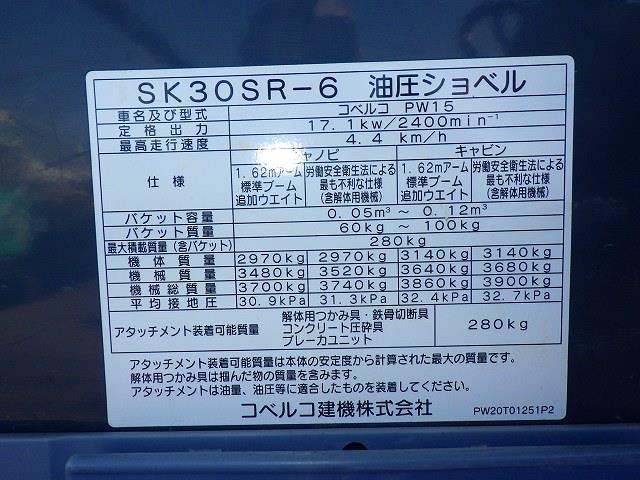 SK30SR-6 油圧ショベル
車名及び型式 コベルコ PW15
定格出力 17.1kw/2400min⁻¹
最高走行速度 4.4 km/h
仕様 キャノピ キャビン
1.62mアーム 標準ブーム 追加ウエイト 労働安全衛生法による 最も不利な仕様 (含解体用機械) 1.62mアーム 標準ブーム 追加ウエイト 労働安全衛生法による 最も不利な仕様 (含解体用機械)
バケット容量 0.05m³ ~ 0.12m³
バケット質量 60kg ~ 100kg
最大積載質量(含バケット) 280kg
機体質量 2970kg 2970kg 3140kg 3140kg
機械質量 3480kg 3520kg 3640kg 3680kg
機械総質量 3700kg 3740kg 3860kg 3900kg
平均接地圧 30.9kPa 31.3kPa 32.4kPa 32.7kPa
アタッチメント装着可能質量 解体用つかみ具・鉄骨切断具 コンクリート圧砕具 ブレーカユニット 280kg
アタッチメント装着可能質量は本体の安定度から計算された最大の質量です。
解体用つかみ具は掴んだ物の質量を含みます。
アタッチメントは油量、油圧等に適合したものを装着してください。
コベルコ建機株式会社 PW20T01251P2